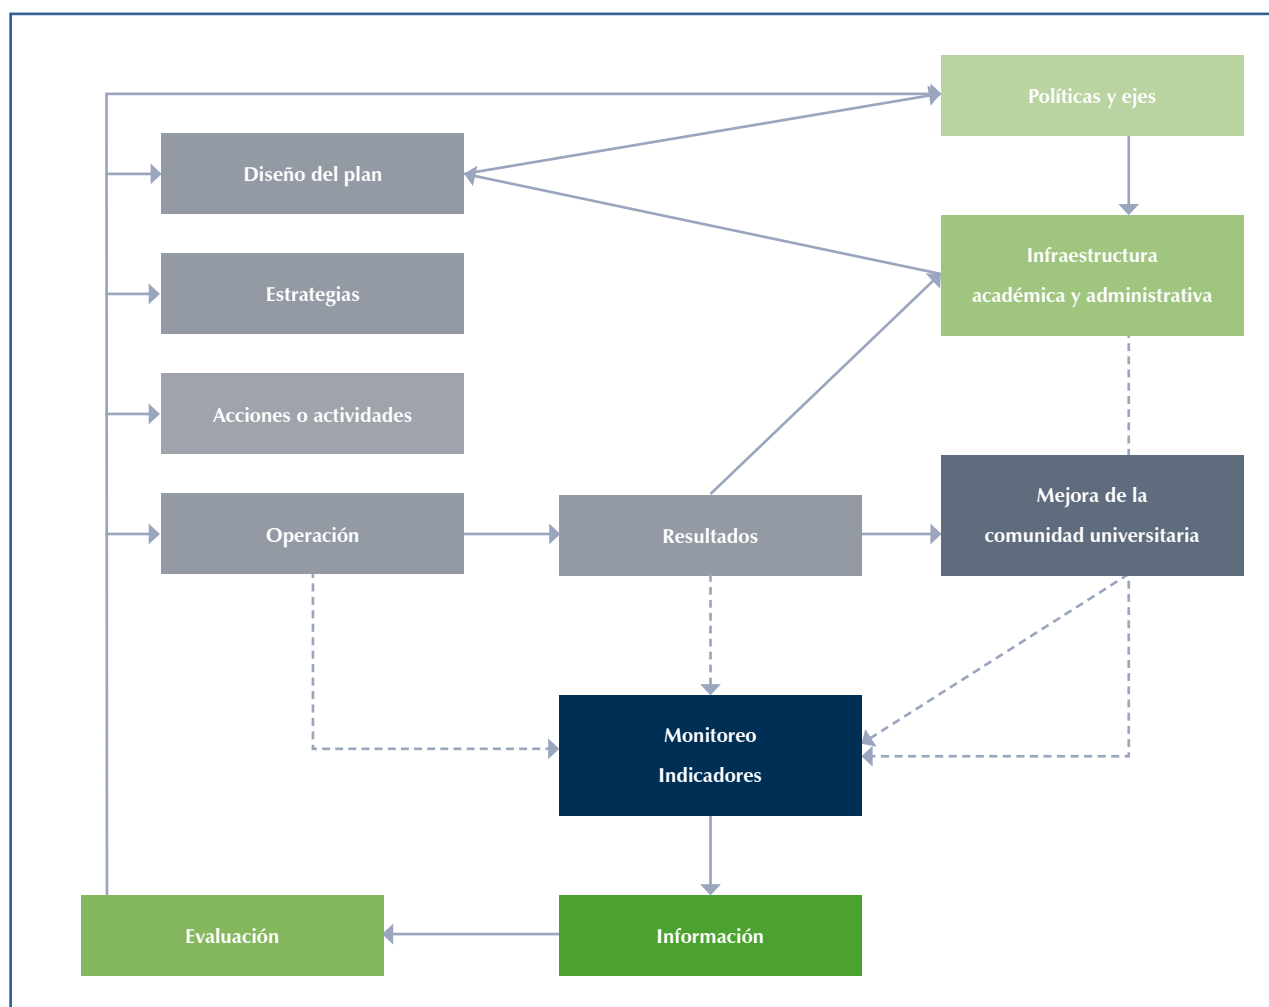 Políticas y ejes
Diseño del plan
Infraestructura
académica y administrativa
Estrategias
Acciones o actividades
Operación
Resultados
Mejora de la
comunidad universitaria
Monitoreo
Indicadores
Evaluación
Información